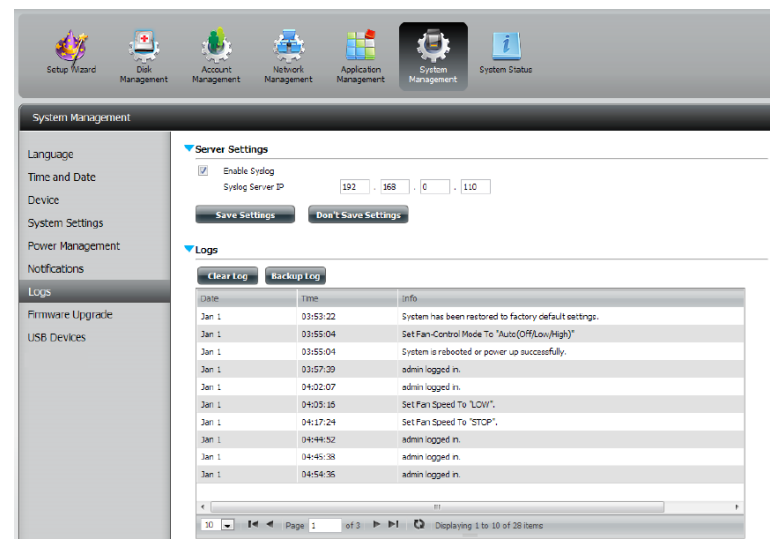 Setup Wizard
Disk Management
Account Management
Network Management
Application Management
System Management
System Status
System Management
Language
Time and Date
Device
System Settings
Power Management
Notifications
Logs
Firmware Upgrade
USB Devices
Server Settings
Enable Syslog
Syslog Server IP 192 . 168 . 0 . 110
Save Settings Don't Save Settings
Logs
Clear Log Backup Log
Date Time Info
Jan 1 03:53:22 System has been restored to factory default settings.
Jan 1 03:55:04 Set Fan-Control Mode To "Auto(Off/Low/High)"
Jan 1 03:55:04 System is rebooted or power up successfully.
Jan 1 03:57:39 admin logged in.
Jan 1 04:02:07 admin logged in.
Jan 1 04:05:16 Set Fan Speed To "LOW".
Jan 1 04:17:24 Set Fan Speed To "STOP".
Jan 1 04:44:52 admin logged in.
Jan 1 04:45:38 admin logged in.
Jan 1 04:54:36 admin logged in.
10 Page 1 of 3 Displaying 1 to 10 of 28 items